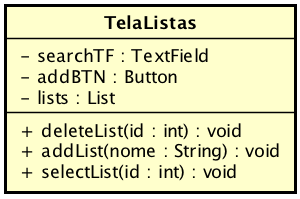 TelaListas
- searchTF : TextField
- addBTN : Button
- lists : List
+ deleteList(id : int) : void
+ addList(nome : String) : void
+ selectList(id : int) : void